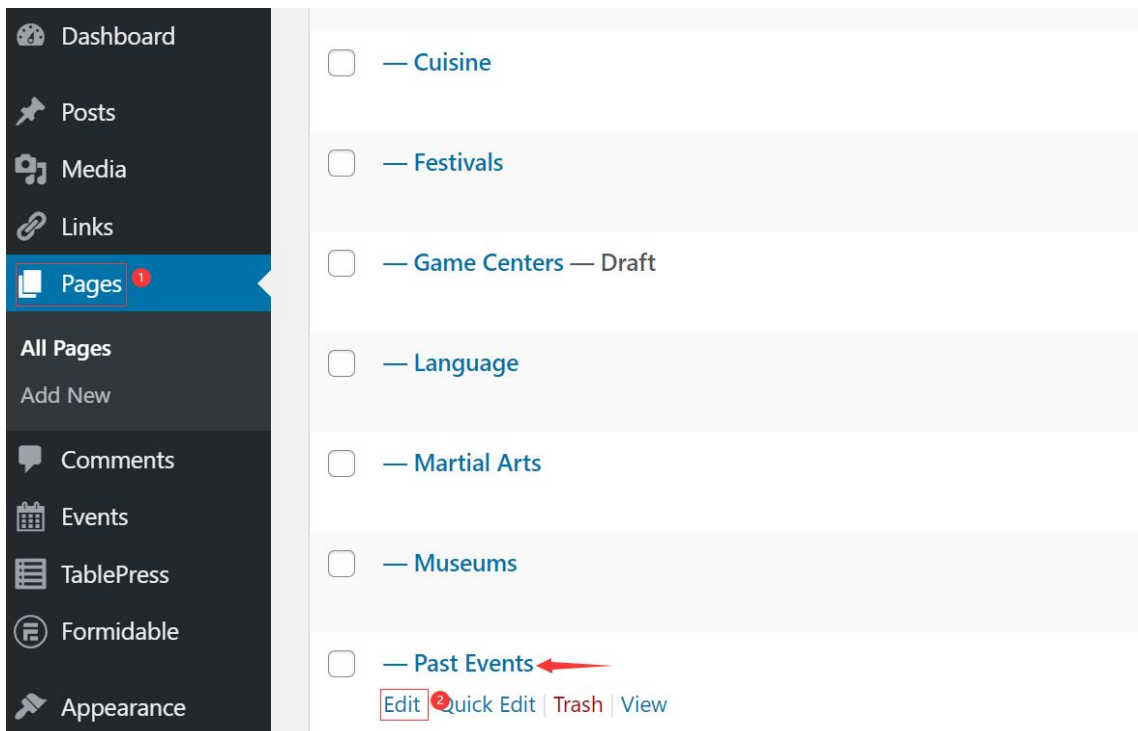 Dashboard
Posts
Media
Links
Pages 1
All Pages
Add New
Comments
Events
TablePress
Formidable
Appearance
— Cuisine
— Festivals
— Game Centers — Draft
— Language
— Martial Arts
— Museums
— Past Events
Edit 2 Quick Edit | Trash | View